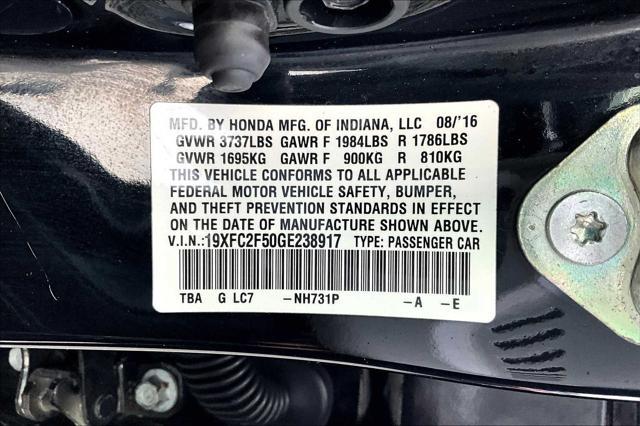 MFD. BY HONDA MFG. OF INDIANA, LLC 08/'16
GVWR 3737LBS GAWR F 1984LBS R 1786LBS
GVWR 1695KG GAWR F 900KG R 810KG
THIS VEHICLE CONFORMS TO ALL APPLICABLE
FEDERAL MOTOR VEHICLE SAFETY, BUMPER,
AND THEFT PREVENTION STANDARDS IN EFFECT
ON THE DATE OF MANUFACTURE SHOWN ABOVE.
V.I.N.:19XFC2F50GE238917 TYPE: PASSENGER CAR
TBA G LC7 –NH731P –A –E